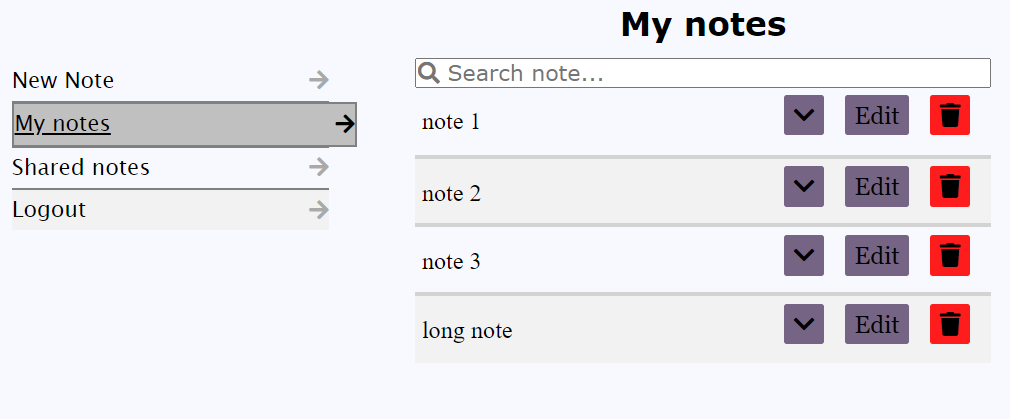 My notes
New Note
My notes
Shared notes
Logout
Search note...
note 1 Edit
note 2 Edit
note 3 Edit
long note Edit